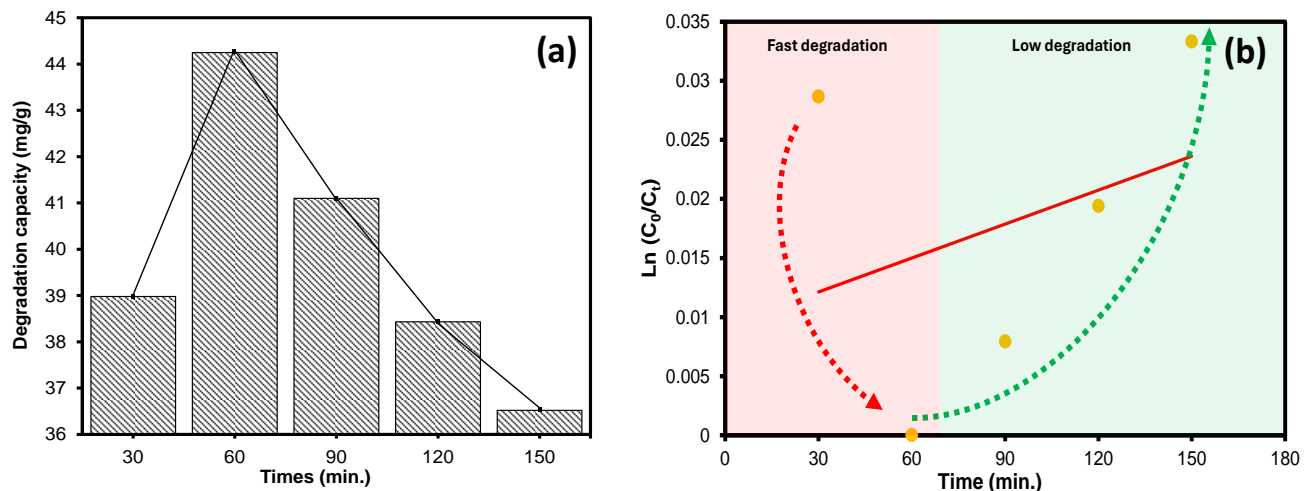 (a)
Degradation capacity (mg/g)
45
44
43
42
41
40
39
38
37
36
30 60 90 120 150
Times (min.)
(b)
Fast degradation
Low degradation
Ln (C₀/Cₜ)
0.035
0.03
0.025
0.02
0.015
0.01
0.005
0
0 30 60 90 120 150 180
Time (min.)